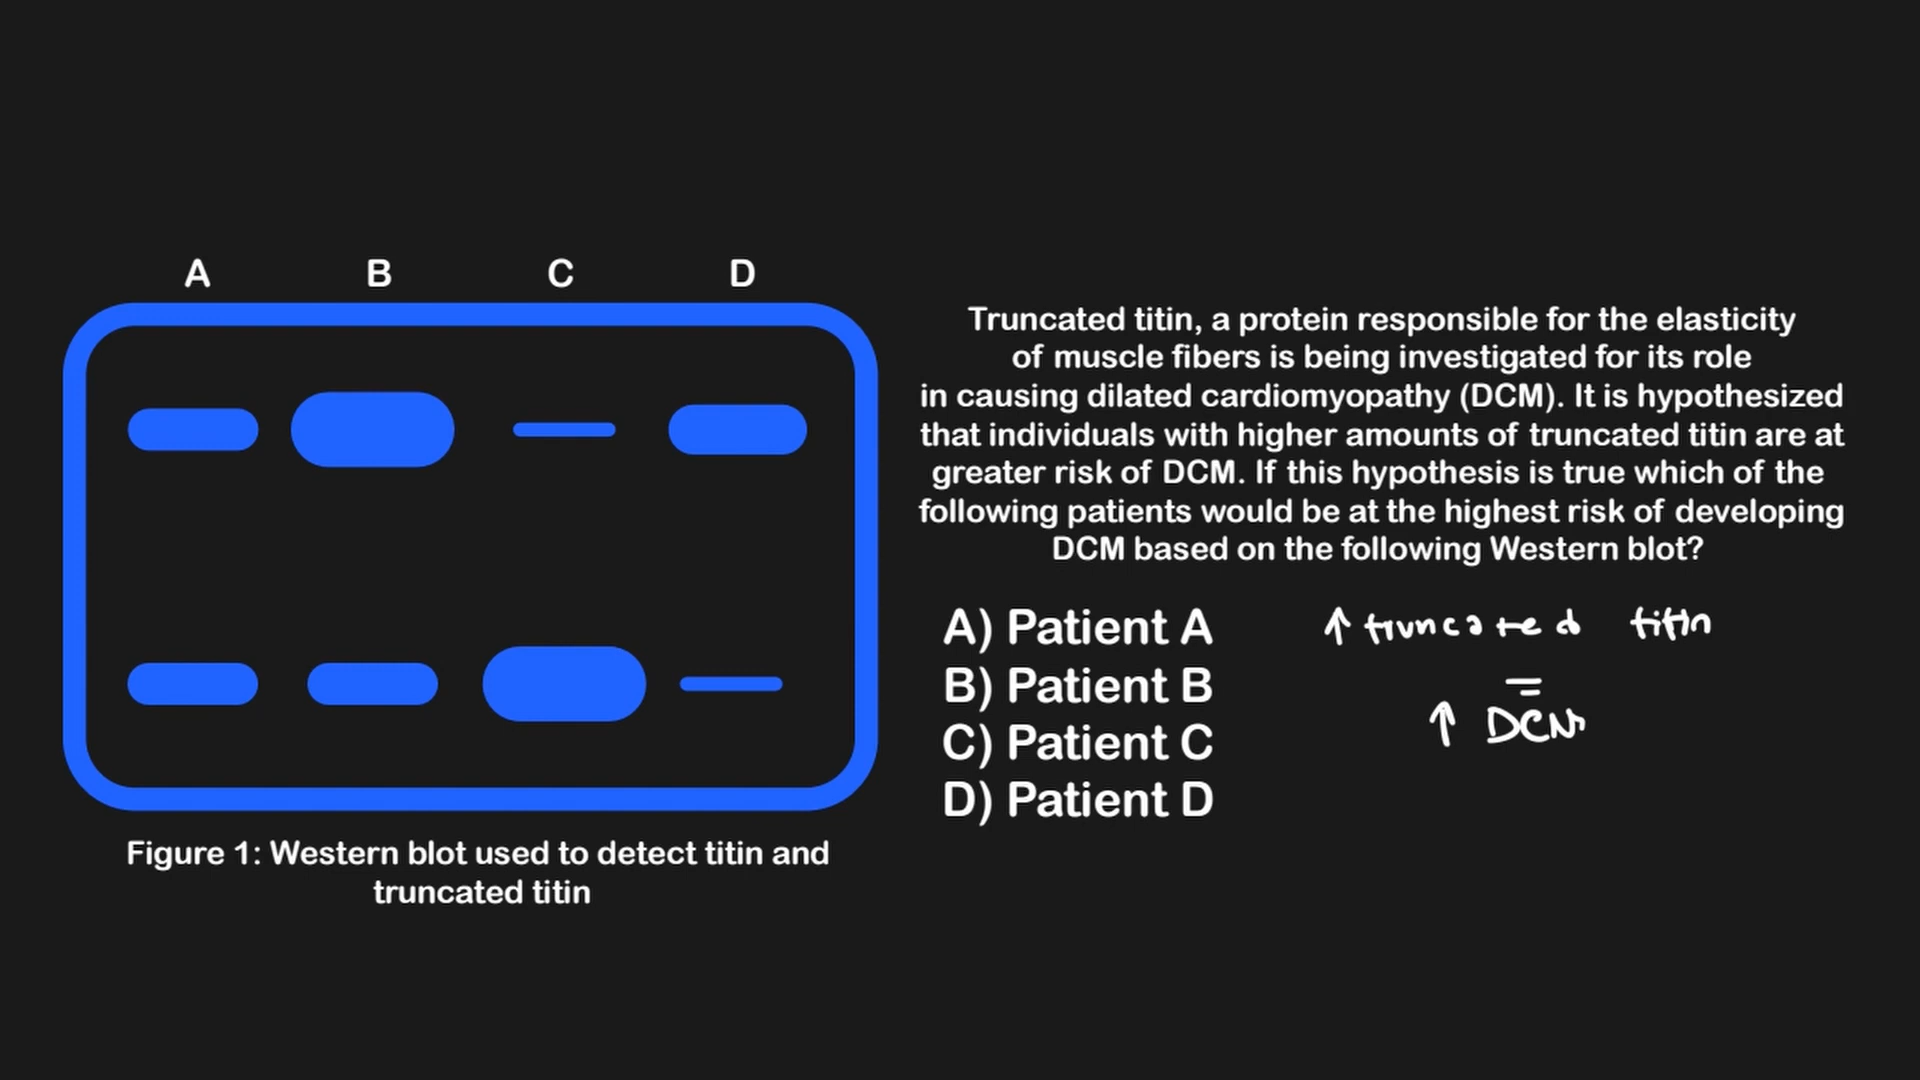 A B C D
Figure 1: Western blot used to detect titin and
truncated titin
Truncated titin, a protein responsible for the elasticity
of muscle fibers is being investigated for its role
in causing dilated cardiomyopathy (DCM). It is hypothesized
that individuals with higher amounts of truncated titin are at
greater risk of DCM. If this hypothesis is true which of the
following patients would be at the highest risk of developing
DCM based on the following Western blot?
A) Patient A
B) Patient B
C) Patient C
D) Patient D
↑ truncated titin
=
↑ DCM